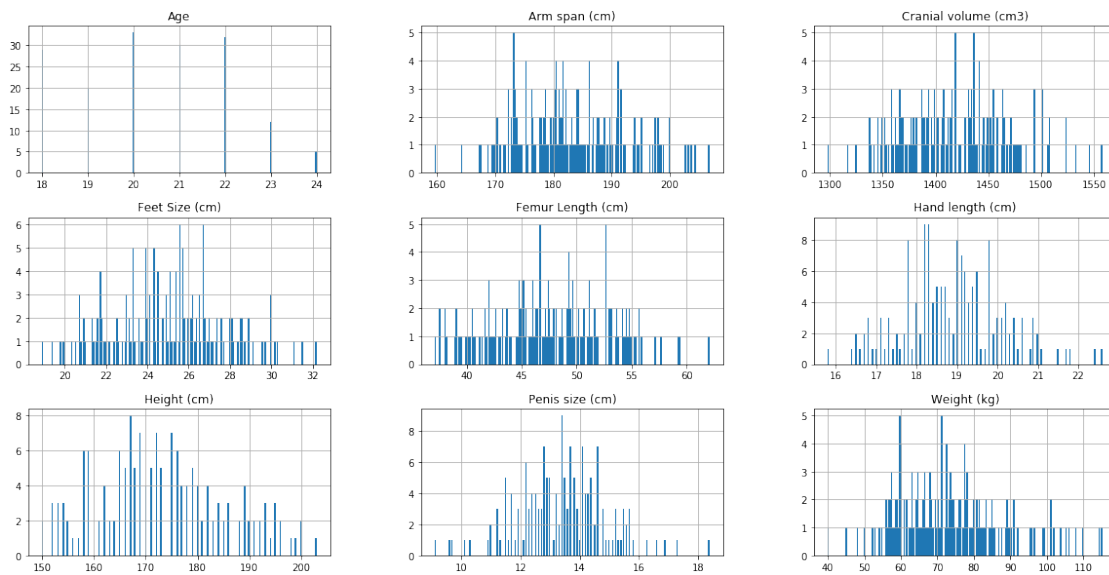 Age
30
25
20
15
10
5
0
18 19 20 21 22 23 24
Arm span (cm)
5
4
3
2
1
0
160 170 180 190 200
Cranial volume (cm3)
5
4
3
2
1
0
1300 1350 1400 1450 1500 1550
Feet Size (cm)
6
5
4
3
2
1
0
20 22 24 26 28 30 32
Femur Length (cm)
5
4
3
2
1
0
40 45 50 55 60
Hand length (cm)
8
6
4
2
0
16 17 18 19 20 21 22
Height (cm)
8
6
4
2
0
150 160 170 180 190 200
Penis size (cm)
8
6
4
2
0
10 12 14 16 18
Weight (kg)
5
4
3
2
1
0
40 50 60 70 80 90 100 110